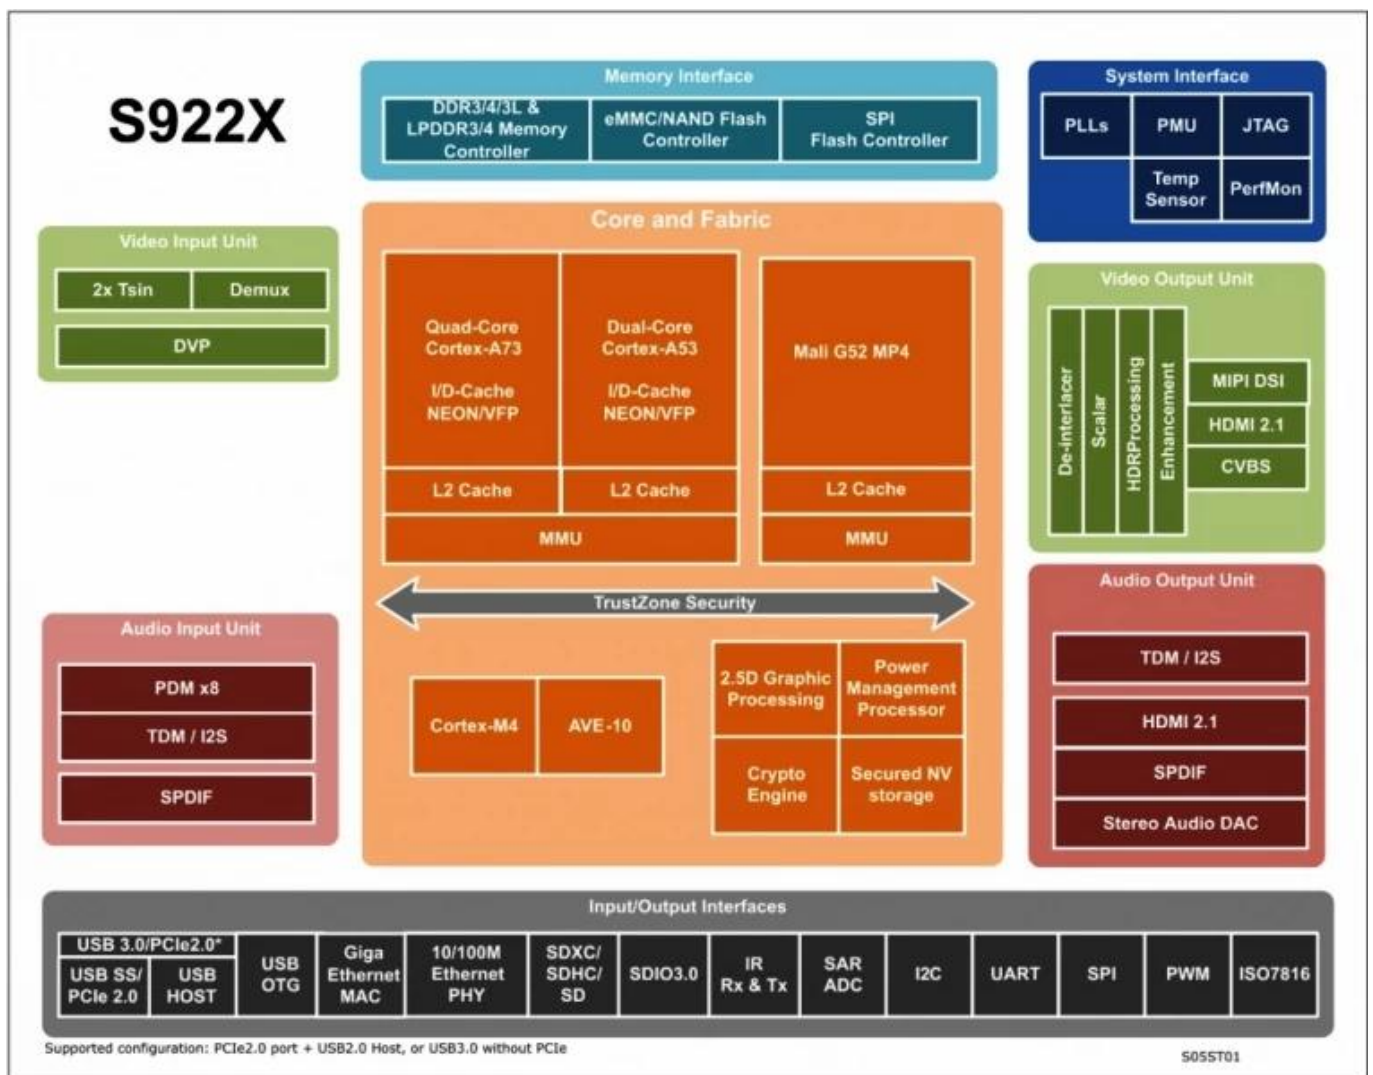 S922X
Memory Interface
DDR3/4/3L &
LPDDR3/4 Memory
Controller
eMMC/NAND Flash
Controller
SPI
Flash Controller
System Interface
PLLs
PMU
JTAG
Temp
Sensor
PerfMon
Video Input Unit
2x Tsin
Demux
DVP
Core and Fabric
Quad-Core
Cortex-A73
I/D-Cache
NEON/VFP
Dual-Core
Cortex-A53
I/D-Cache
NEON/VFP
Mali G52 MP4
L2 Cache
L2 Cache
L2 Cache
MMU
MMU
TrustZone Security
Cortex-M4
AVE-10
2.5D Graphic
Processing
Power
Management
Processor
Crypto
Engine
Secured NV
storage
Video Output Unit
De-interlacer
Scalar
HDRProcessing
Enhancement
MIPI DSI
HDMI 2.1
CVBS
Audio Input Unit
PDM x8
TDM / I2S
SPDIF
Audio Output Unit
TDM / I2S
HDMI 2.1
SPDIF
Stereo Audio DAC
Input/Output Interfaces
USB 3.0/PCIe2.0*
USB SS/
PCIe 2.0
USB
HOST
USB
OTG
Giga
Ethernet
MAC
10/100M
Ethernet
PHY
SDXC/
SDHC/
SD
SDIO3.0
IR
Rx & Tx
SAR
ADC
I2C
UART
SPI
PWM
ISO7816
Supported configuration: PCIe2.0 port + USB2.0 Host, or USB3.0 without PCIe
S05ST01